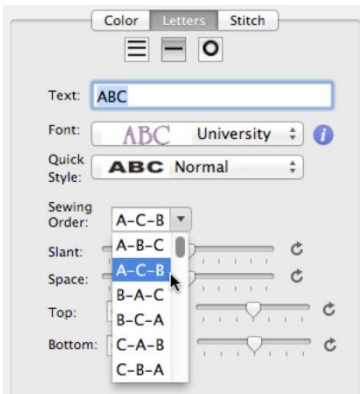 Color Letters Stitch
Text: ABC
Font: ABC University
Quick Style: ABC Normal
Sewing Order: A-C-B
A-B-C
Slant:
A-C-B
Space:
B-A-C
Top:
B-C-A
Bottom:
C-A-B
C-B-A